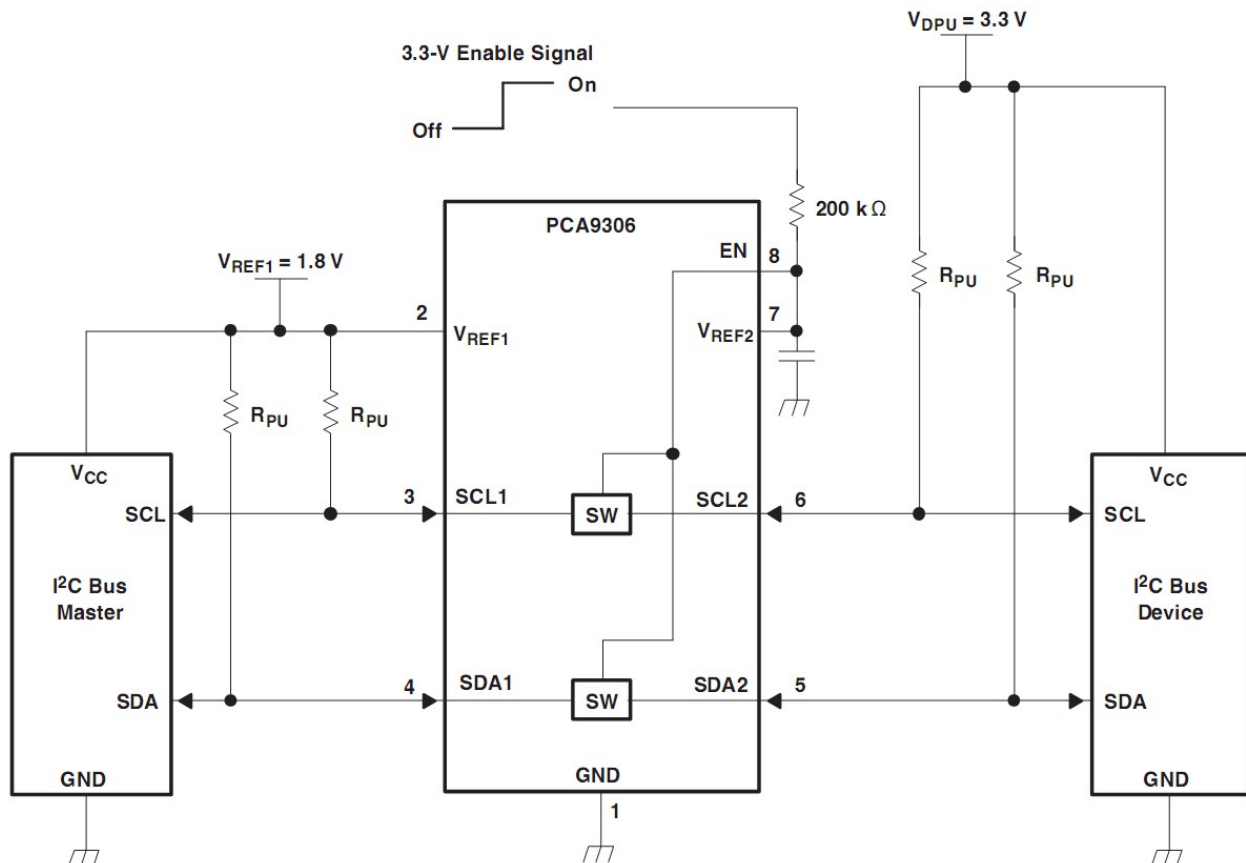 V_DPU = 3.3 V
3.3-V Enable Signal
On
Off
200 kΩ
PCA9306
EN
8
R_PU
R_PU
V_REF1 = 1.8 V
2
V_REF1
7
V_REF2
R_PU
R_PU
V_CC
V_CC
SCL
3
SCL1
SW
SCL2
6
SCL
I²C Bus
Master
I²C Bus
Device
SDA
4
SDA1
SW
SDA2
5
SDA
GND
GND
1
GND